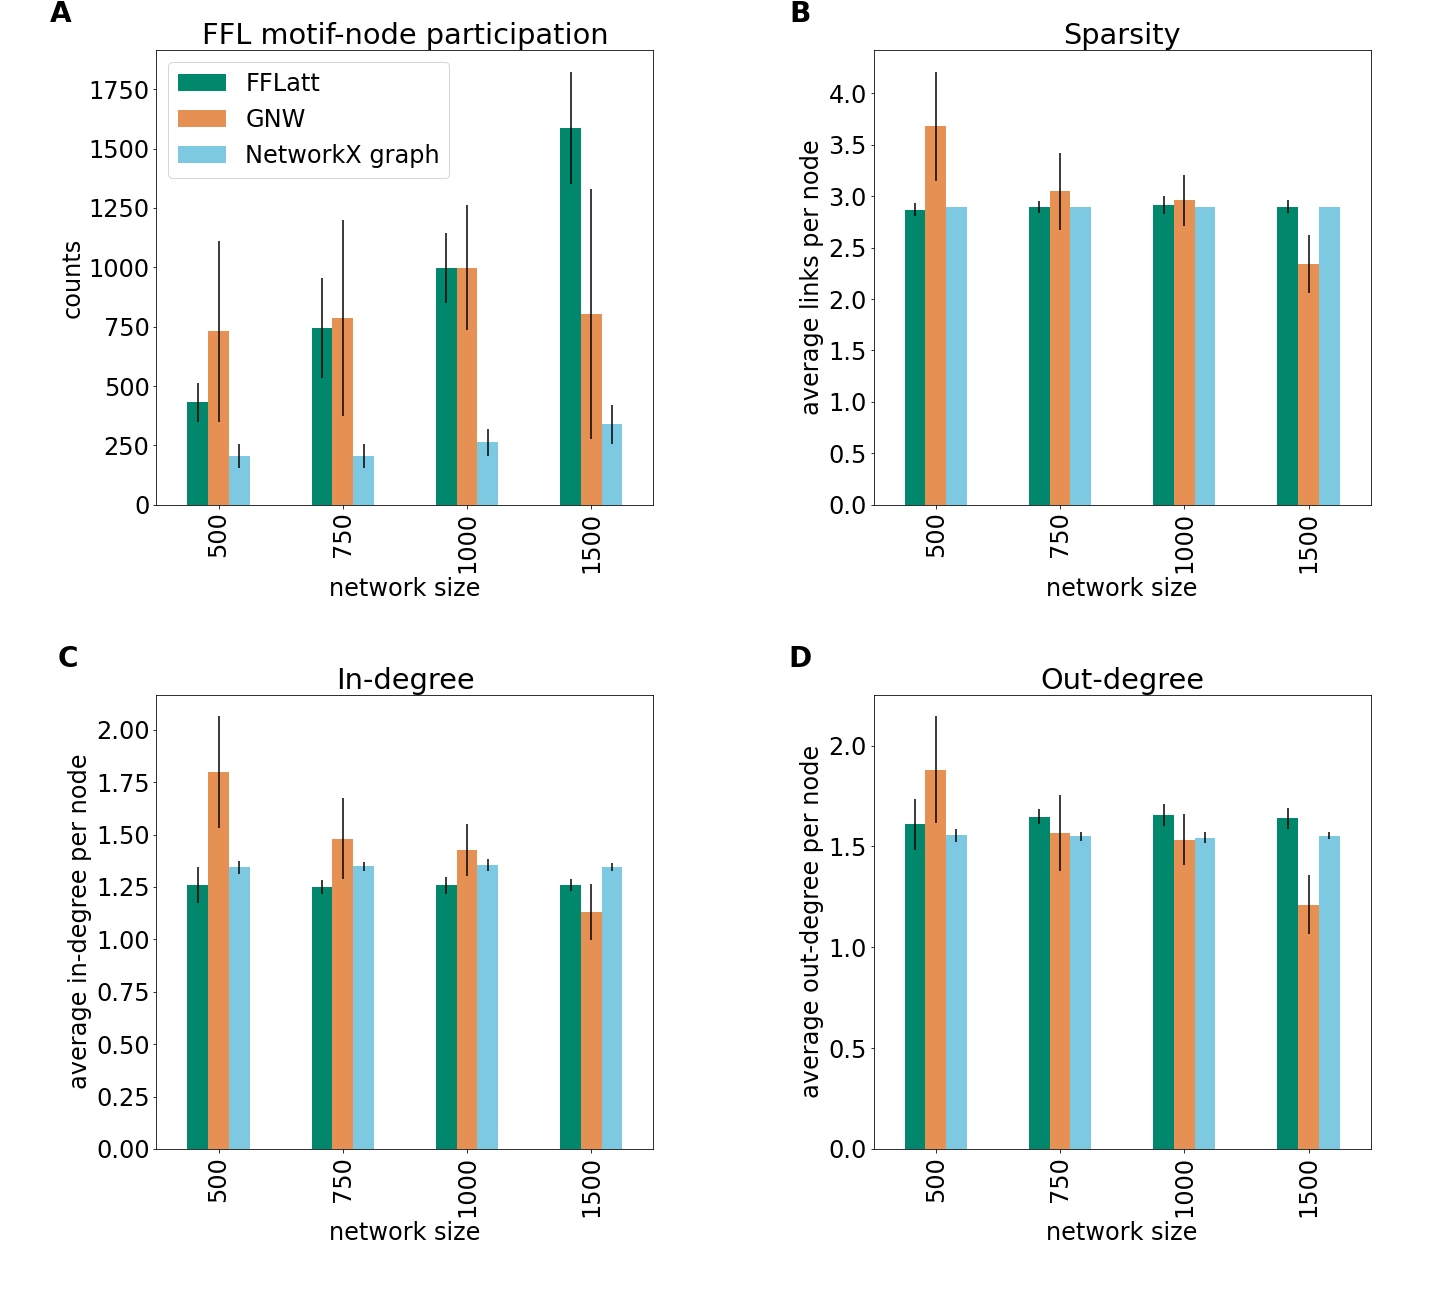 A
FFL motif-node participation
FFLatt
GNW
NetworkX graph
1750
1500
1250
1000
750
500
250
0
counts
500
750
1000
1500
network size
B
Sparsity
4.0
3.5
3.0
2.5
2.0
1.5
1.0
0.5
0.0
average links per node
500
750
1000
1500
network size
C
In-degree
2.00
1.75
1.50
1.25
1.00
0.75
0.50
0.25
0.00
average in-degree per node
500
750
1000
1500
network size
D
Out-degree
2.0
1.5
1.0
0.5
0.0
average out-degree per node
500
750
1000
1500
network size